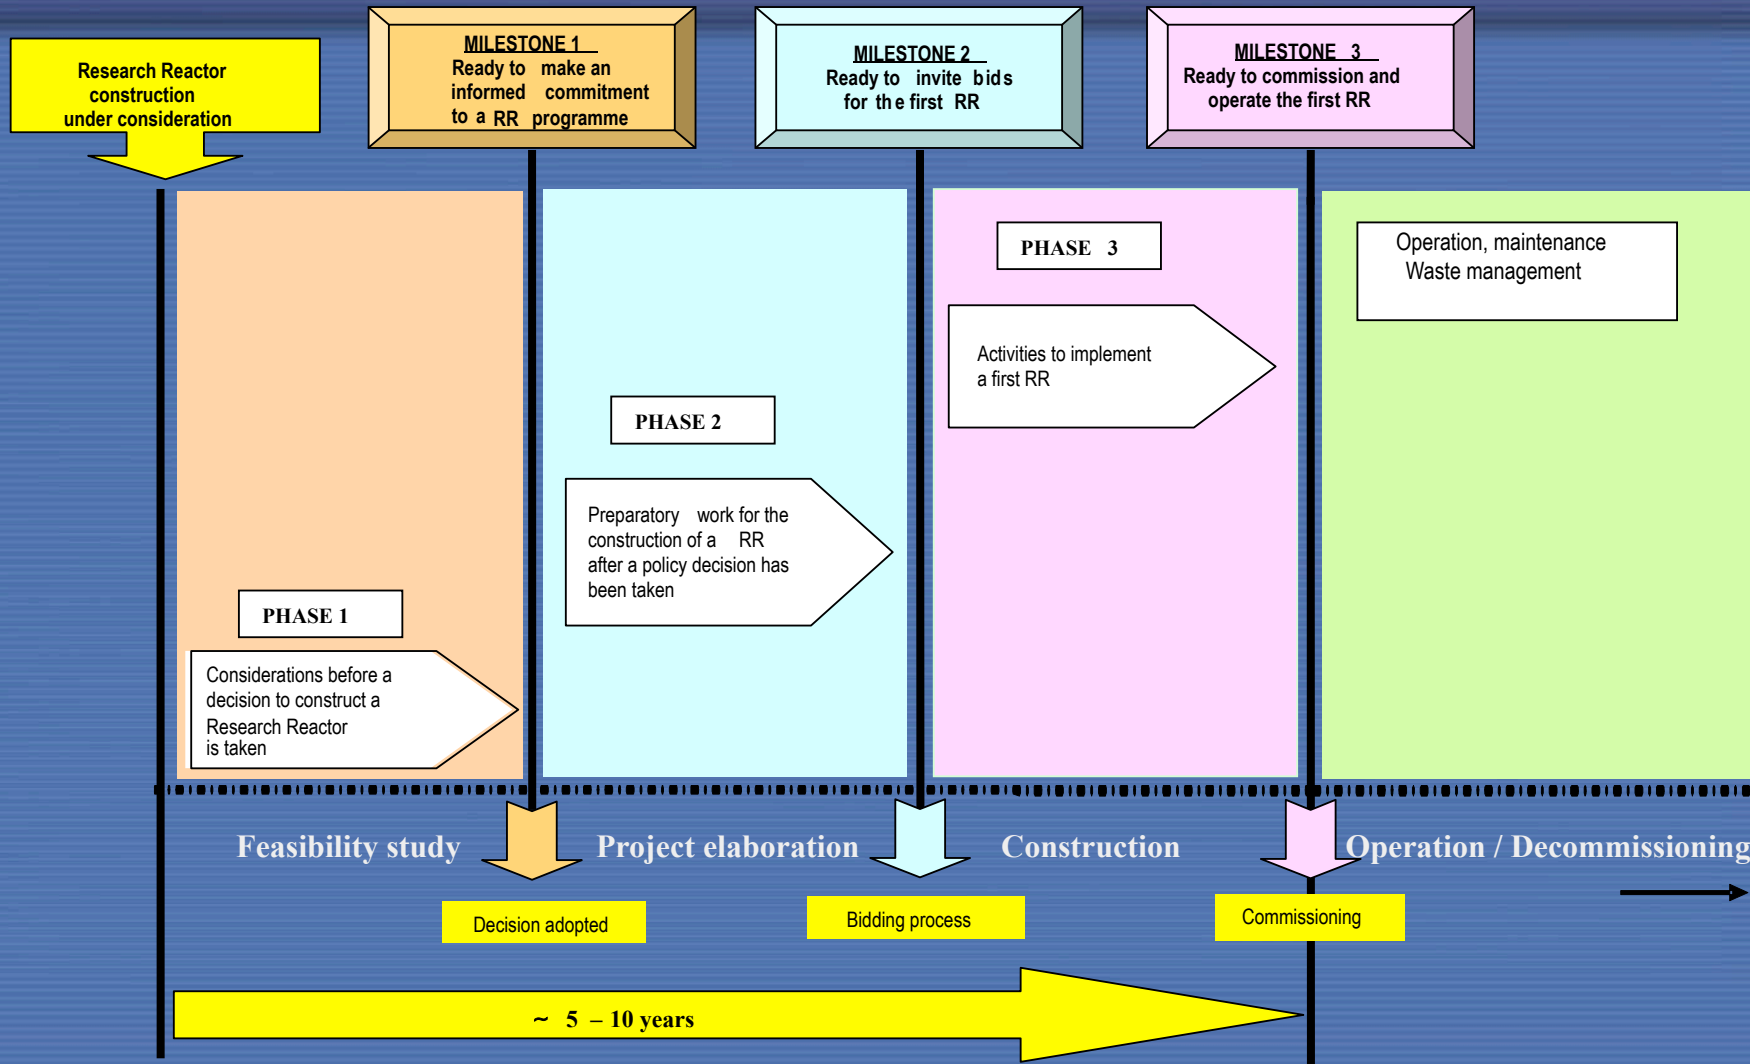 Research Reactor
construction
under consideration
MILESTONE 1
Ready to make an
informed commitment
to a RR programme
MILESTONE 2
Ready to invite bids
for the first RR
MILESTONE 3
Ready to commission and
operate the first RR
PHASE 1
Considerations before a
decision to construct a
Research Reactor
is taken
PHASE 2
Preparatory work for the
construction of a RR
after a policy decision has
been taken
PHASE 3
Activities to implement
a first RR
Operation, maintenance
Waste management
Feasibility study
Project elaboration
Construction
Operation / Decommissioning
Decision adopted
Bidding process
Commissioning
~ 5 – 10 years